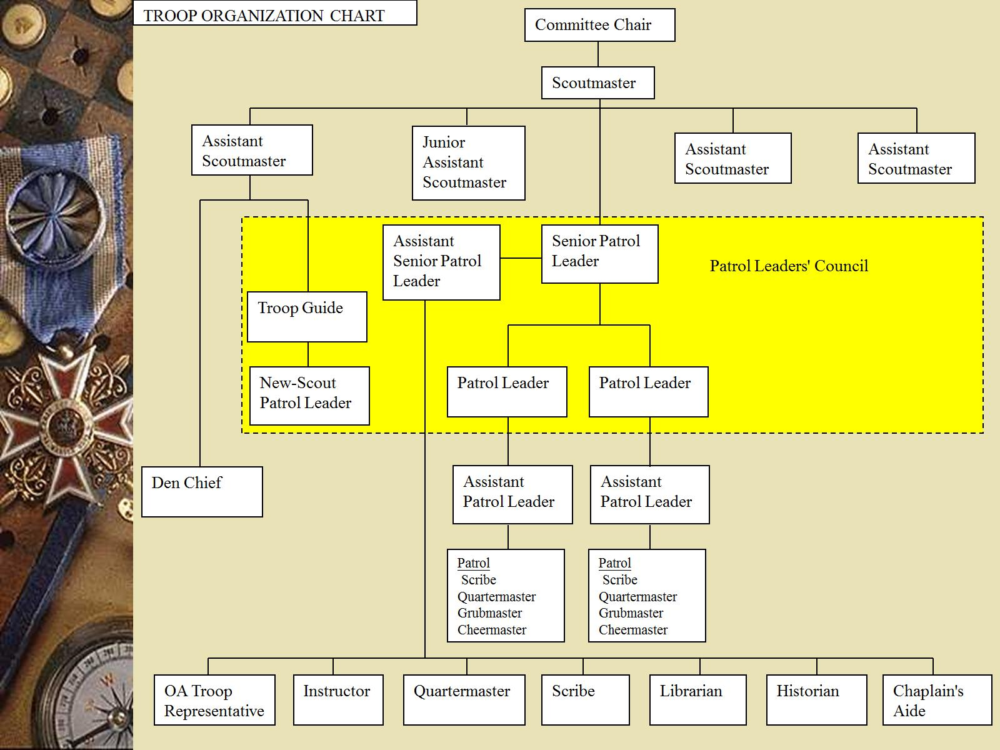 TROOP ORGANIZATION CHART
Committee Chair
Scoutmaster
Assistant
Scoutmaster
Junior
Assistant
Scoutmaster
Assistant
Scoutmaster
Assistant
Scoutmaster
Assistant
Senior Patrol
Leader
Senior Patrol
Leader
Patrol Leaders' Council
Troop Guide
New-Scout
Patrol Leader
Patrol Leader
Patrol Leader
Den Chief
Assistant
Patrol Leader
Assistant
Patrol Leader
Patrol
Scribe
Quartermaster
Grubmaster
Cheermaster
Patrol
Scribe
Quartermaster
Grubmaster
Cheermaster
OA Troop
Representative
Instructor
Quartermaster
Scribe
Librarian
Historian
Chaplain's
Aide